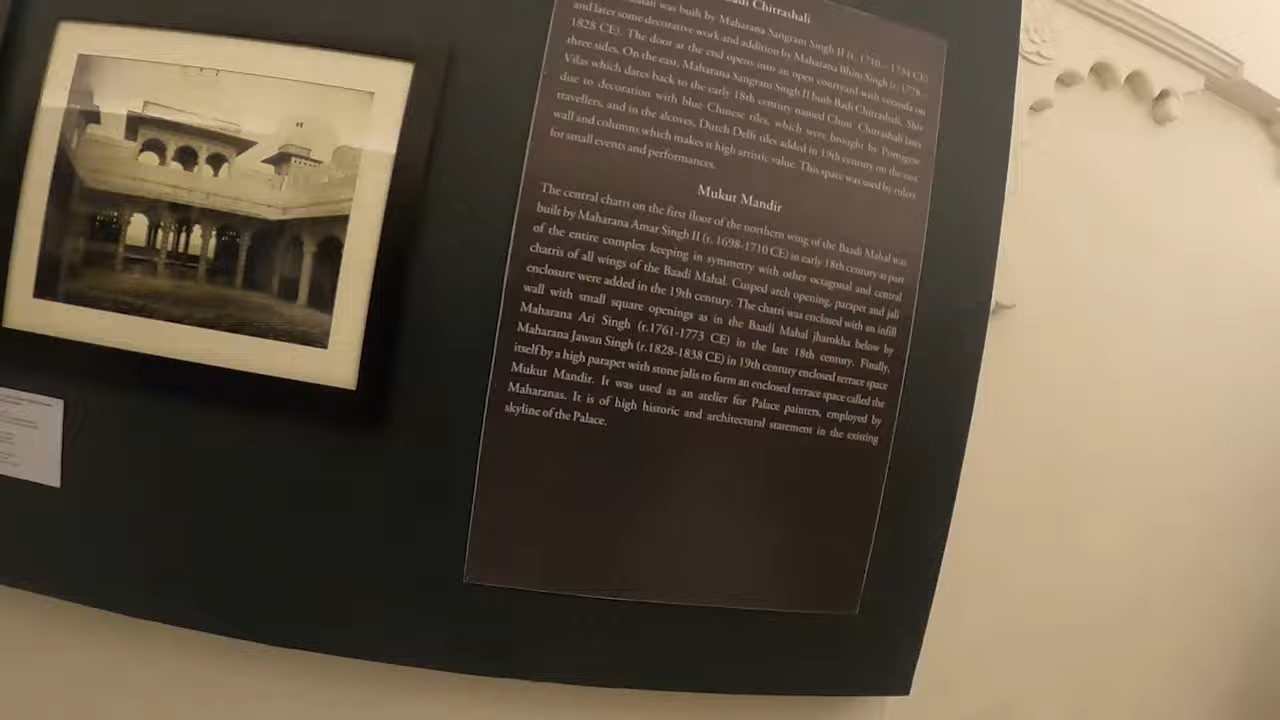 Badi Chitrashali
was built by Maharana Sangram Singh II (r. 1710 - 1734 CE)
and later some decorative work and addition by Maharana Bhim Singh (r. 1778 -
1828 CE). The door at the end opens into an open courtyard with veranda on
three sides. On the east, Maharana Sangram Singh II built Badi Chitrashali. Shiv
Vilas which dates back to the early 18th century named Chini Chitrashali laws
due to decoration with blue Chinese tiles, which were brought by Portugese
travellers, and in the alcoves, Dutch Delft tiles added in 19th century on the east
wall and columns which makes it high artistic value. This space was used by rulers
for small events and performances.
Mukut Mandir
The central chatri on the first floor of the northern wing of the Baadi Mahal was
built by Maharana Amar Singh II (r. 1698-1710 CE) in early 18th century as part
of the entire complex keeping in symmetry with other octagonal and central
chatris of all wings of the Baadi Mahal. Cusped arch opening, parapet and jali
enclosure were added in the 19th century. The chatri was enclosed with an infill
wall with small square openings as in the Baadi Mahal jharokha below by
Maharana Ari Singh (r.1761-1773 CE) in the late 18th century. Finally,
Maharana Jawan Singh (r.1828-1838 CE) in 19th century enclosed terrace space
itself by a high parapet with stone jalis to form an enclosed terrace space called the
Mukut Mandir. It was used as an atelier for Palace painters, employed by
Maharanas. It is of high historic and architectural statement in the existing
skyline of the Palace.